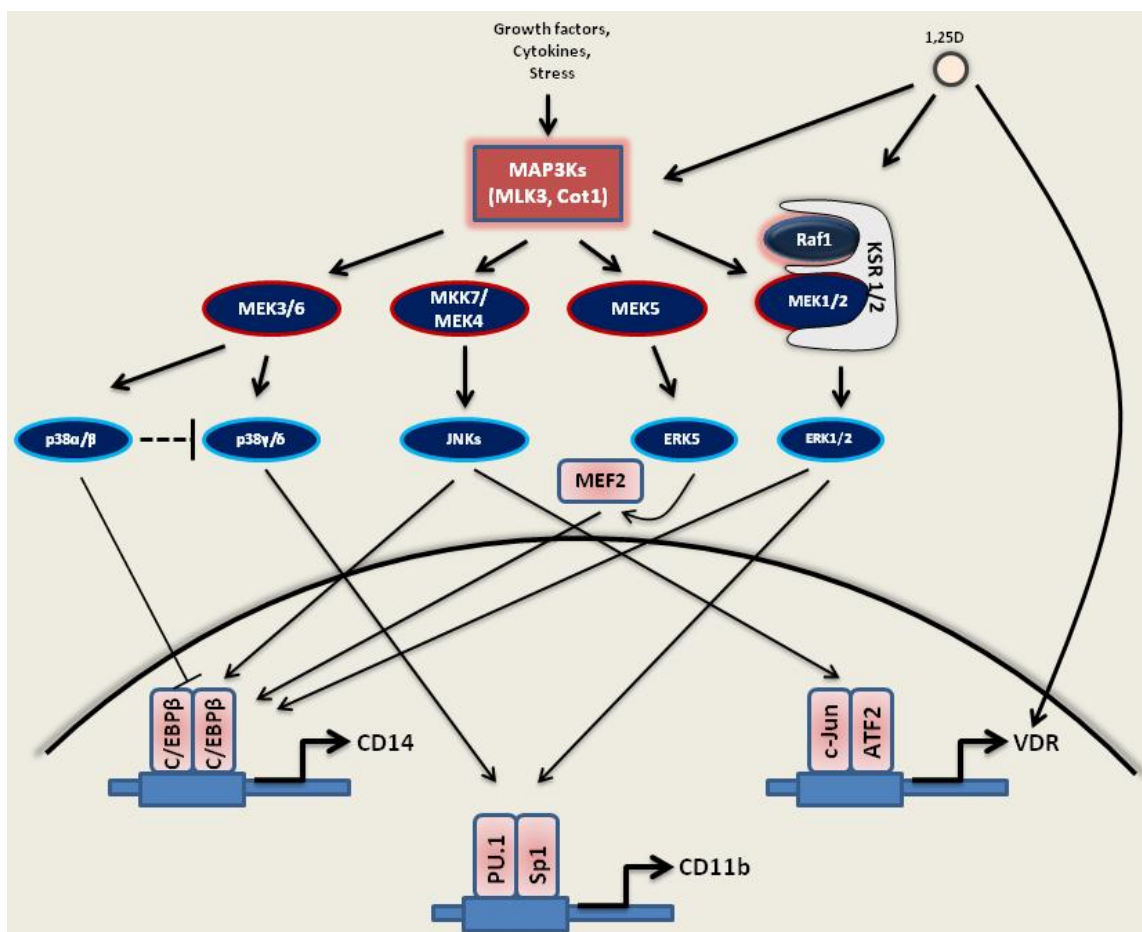 Growth factors,
Cytokines,
Stress
1,25D
MAP3Ks
(MLK3, Cot1)
Raf1
KSR 1/2
MEK3/6
MKK7/
MEK4
MEK5
MEK1/2
p38α/β
p38γ/δ
JNKs
ERK5
ERK1/2
MEF2
C/EBPβ
C/EBPβ
CD14
c-Jun
ATF2
VDR
PU.1
Sp1
CD11b